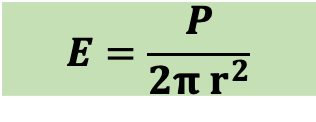 E = P / 2π r²